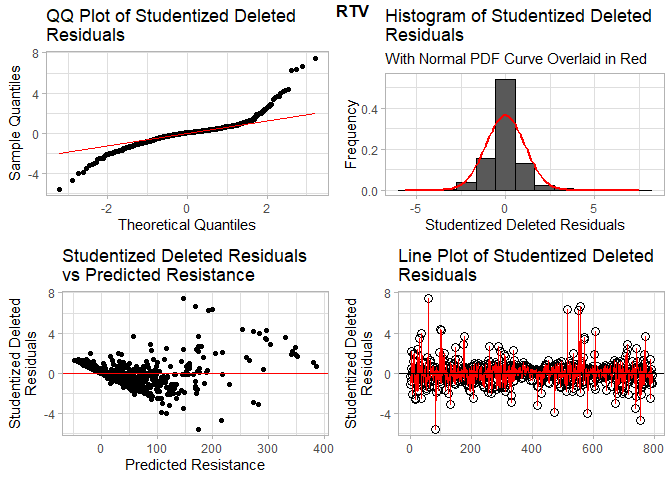 RTV
QQ Plot of Studentized Deleted
Residuals
8
4
0
-4
Sample Quantiles
-2
0
2
Theoretical Quantiles
Histogram of Studentized Deleted
Residuals
With Normal PDF Curve Overlaid in Red
0.4
0.2
0.0
Frequency
-5
0
5
Studentized Deleted Residuals
Studentized Deleted Residuals
vs Predicted Resistance
8
4
0
-4
Studentized Deleted
Residuals
0
100
200
300
400
Predicted Resistance
Line Plot of Studentized Deleted
Residuals
8
4
0
-4
Studentized Deleted
Residuals
0
200
400
600
800